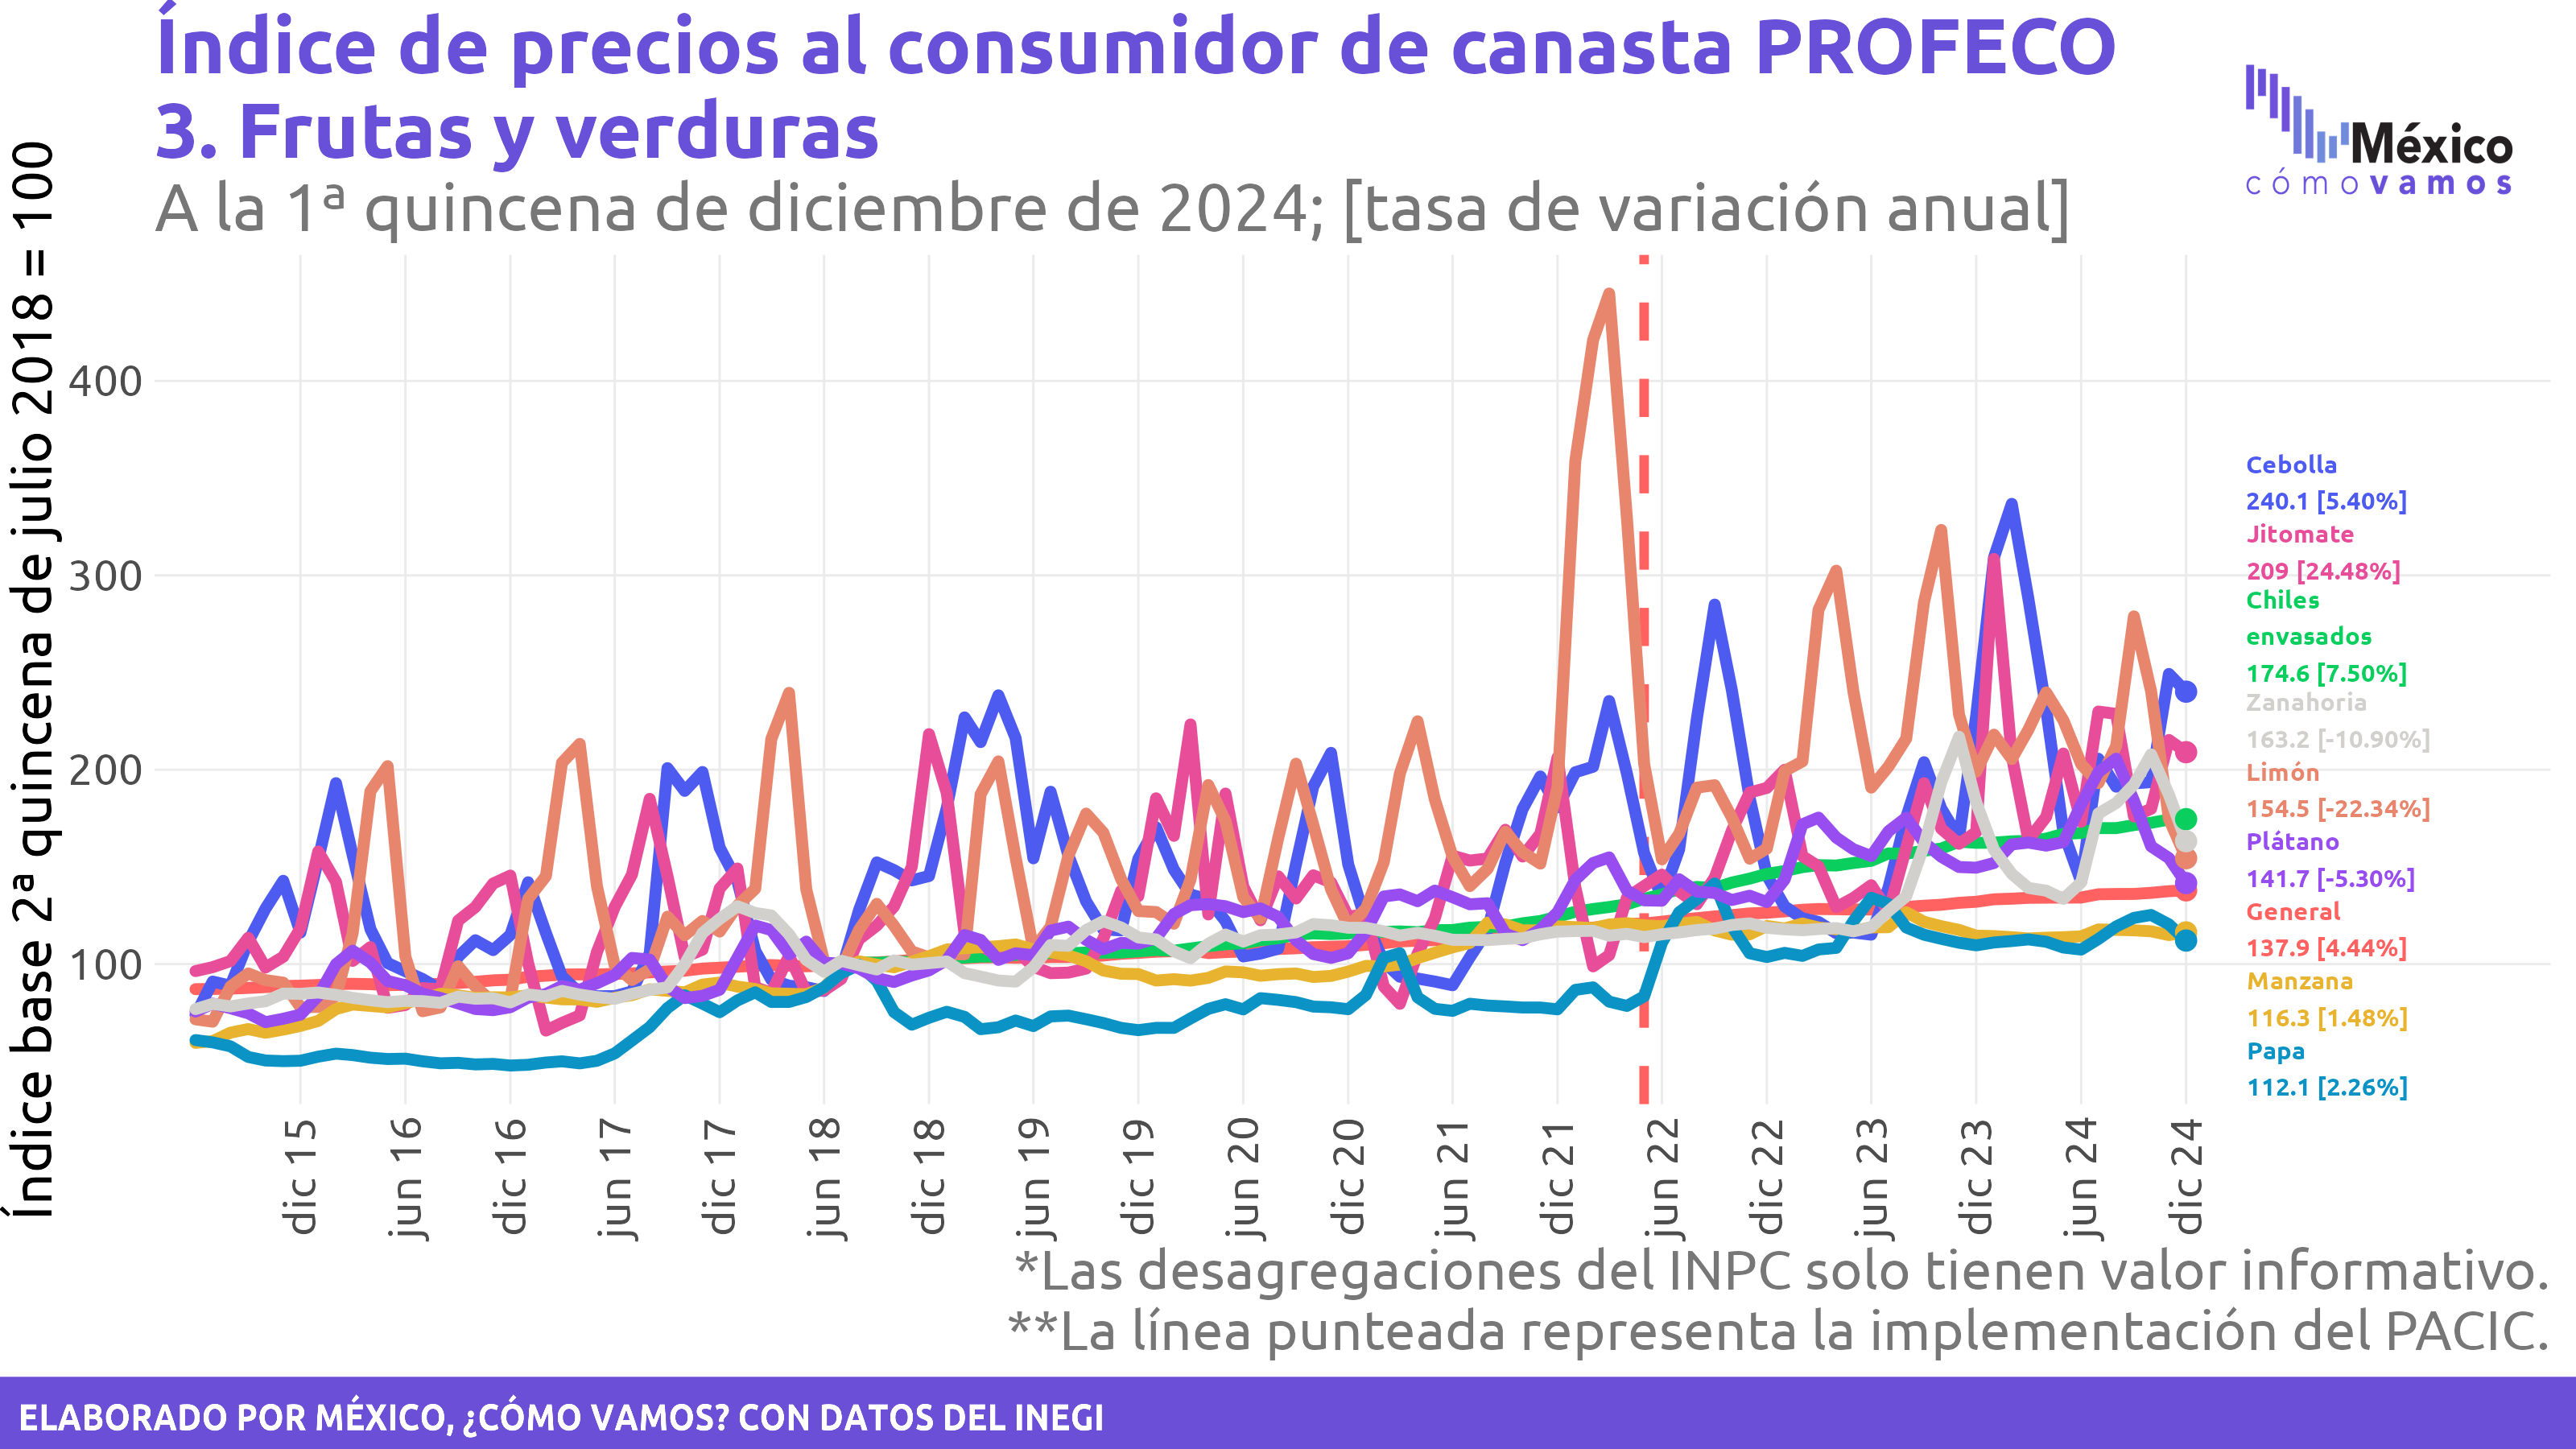 Índice de precios al consumidor de canasta PROFECO
3. Frutas y verduras
A la 1ª quincena de diciembre de 2024; [tasa de variación anual]
México
cómo vamos
Índice base 2ª quincena de julio 2018 = 100
400
300
200
100
Cebolla
240.1 [5.40%]
Jitomate
209 [24.48%]
Chiles
envasados
174.6 [7.50%]
Zanahoria
163.2 [-10.90%]
Limón
154.5 [-22.34%]
Plátano
141.7 [-5.30%]
General
137.9 [4.44%]
Manzana
116.3 [1.48%]
Papa
112.1 [2.26%]
dic 15
jun 16
dic 16
jun 17
dic 17
jun 18
dic 18
jun 19
dic 19
jun 20
dic 20
jun 21
dic 21
jun 22
dic 22
jun 23
dic 23
jun 24
dic 24
*Las desagregaciones del INPC solo tienen valor informativo.
**La línea punteada representa la implementación del PACIC.
ELABORADO POR MÉXICO, ¿CÓMO VAMOS? CON DATOS DEL INEGI